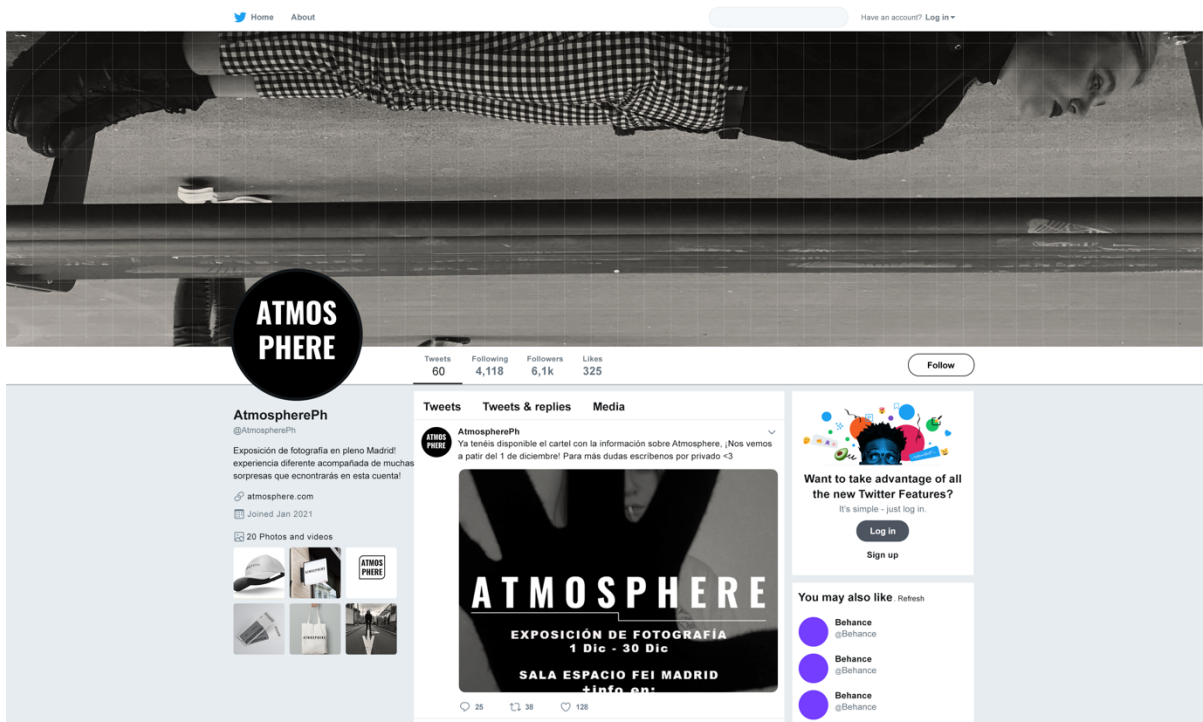 Home About
Have an account? Log in
ATMOS
PHERE
Tweets Following Followers Likes
60 4,118 6,1k 325
Follow
AtmospherePh
@AtmospherePh
Exposición de fotografía en pleno Madrid!
experiencia diferente acompañada de muchas
sorpresas que ecnontrarás en esta cuenta!
atmosphere.com
Joined Jan 2021
20 Photos and videos
ATMOS
PHERE
ATMOSPHERE
Tweets Tweets & replies Media
ATMOS
PHERE
AtmospherePh
Ya tenéis disponible el cartel con la información sobre Atmosphere, ¡Nos vemos
a patir del 1 de diciembre! Para más dudas escríbenos por privado <3
ATMOSPHERE
EXPOSICIÓN DE FOTOGRAFÍA
1 Dic - 30 Dic
SALA ESPACIO FEI MADRID
+info en:
25 38 128
Want to take advantage of all
the new Twitter Features?
It's simple - just log in.
Log in
Sign up
You may also like . Refresh
Behance
@Behance
Behance
@Behance
Behance
@Behance